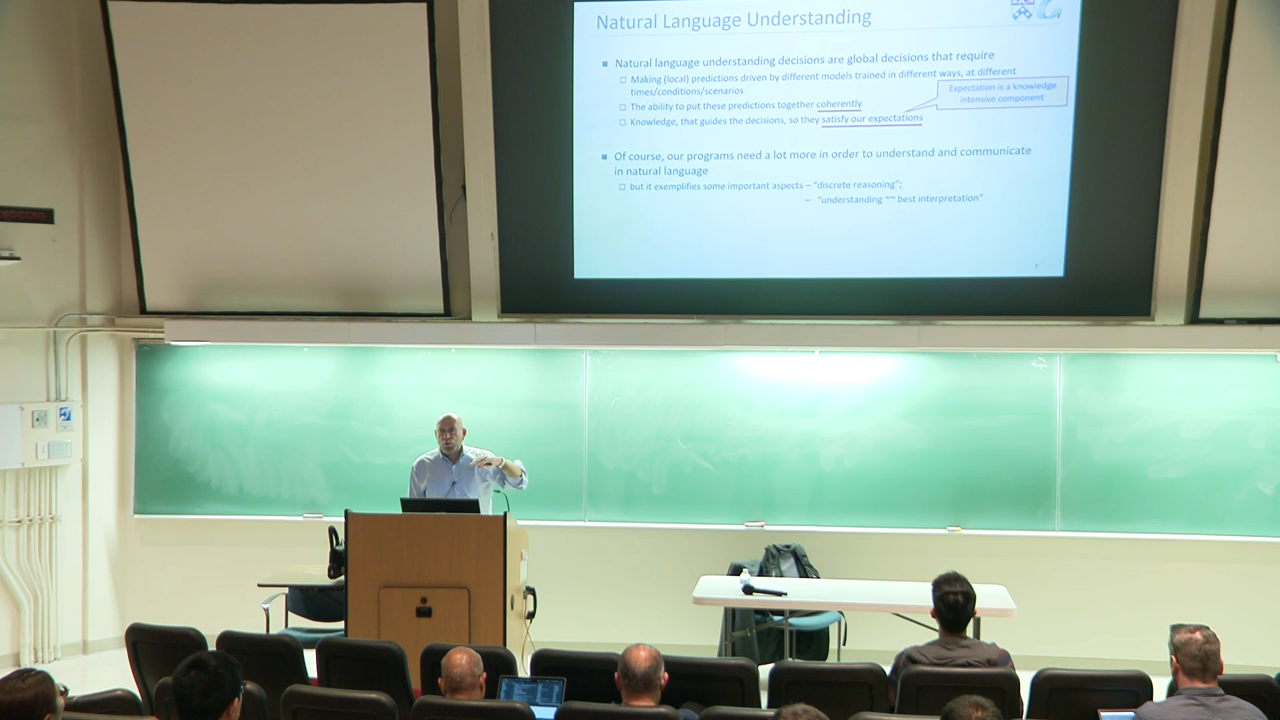 Natural Language Understanding
Natural language understanding decisions are global decisions that require
Making (local) predictions driven by different models trained in different ways, at different
times/conditions/scenarios
The ability to put these predictions together coherently
Knowledge, that guides the decisions, so they satisfy our expectations
Expectation is a knowledge
intensive component
Of course, our programs need a lot more in order to understand and communicate
in natural language
but it exemplifies some important aspects – “discrete reasoning”;
– “understanding ~~ best interpretation”